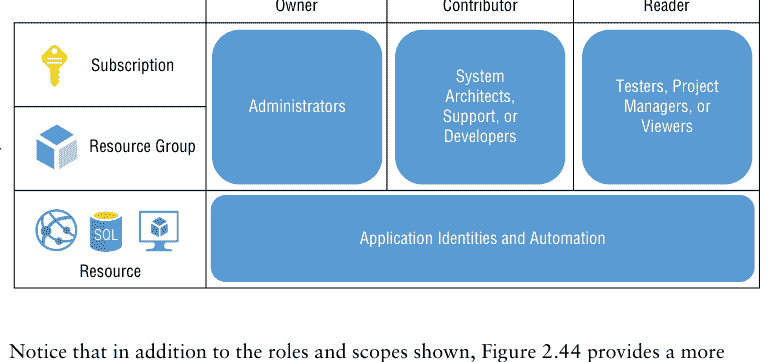 Owner
Contributor
Reader
Subscription
Administrators
System
Architects,
Support, or
Developers
Testers, Project
Managers, or
Viewers
Resource Group
SQL
Resource
Application Identities and Automation
Notice that in addition to the roles and scopes shown, Figure 2.44 provides a more